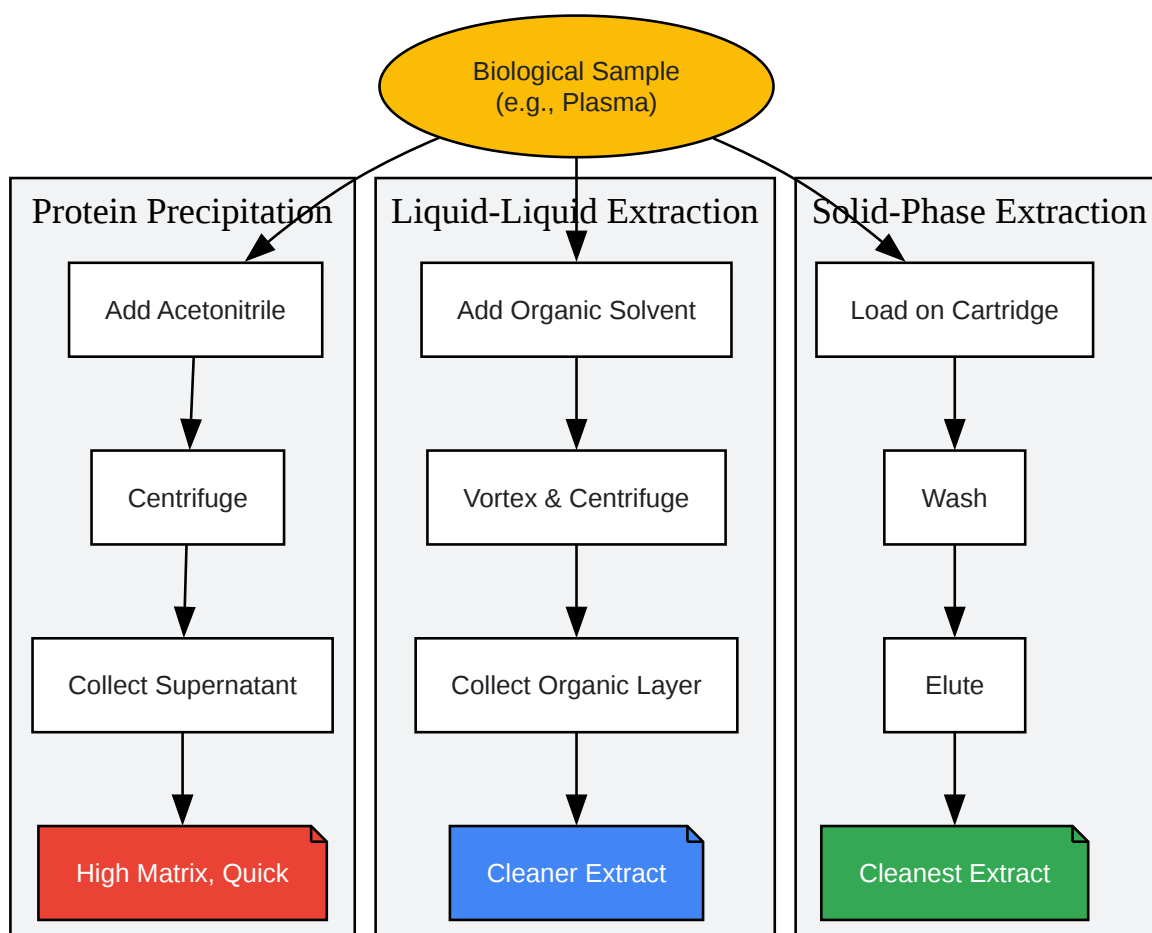 Biological Sample
(e.g., Plasma)
Protein Precipitation
Add Acetonitrile
Centrifuge
Collect Supernatant
High Matrix, Quick
Liquid-Liquid Extraction
Add Organic Solvent
Vortex & Centrifuge
Collect Organic Layer
Cleaner Extract
Solid-Phase Extraction
Load on Cartridge
Wash
Elute
Cleanest Extract